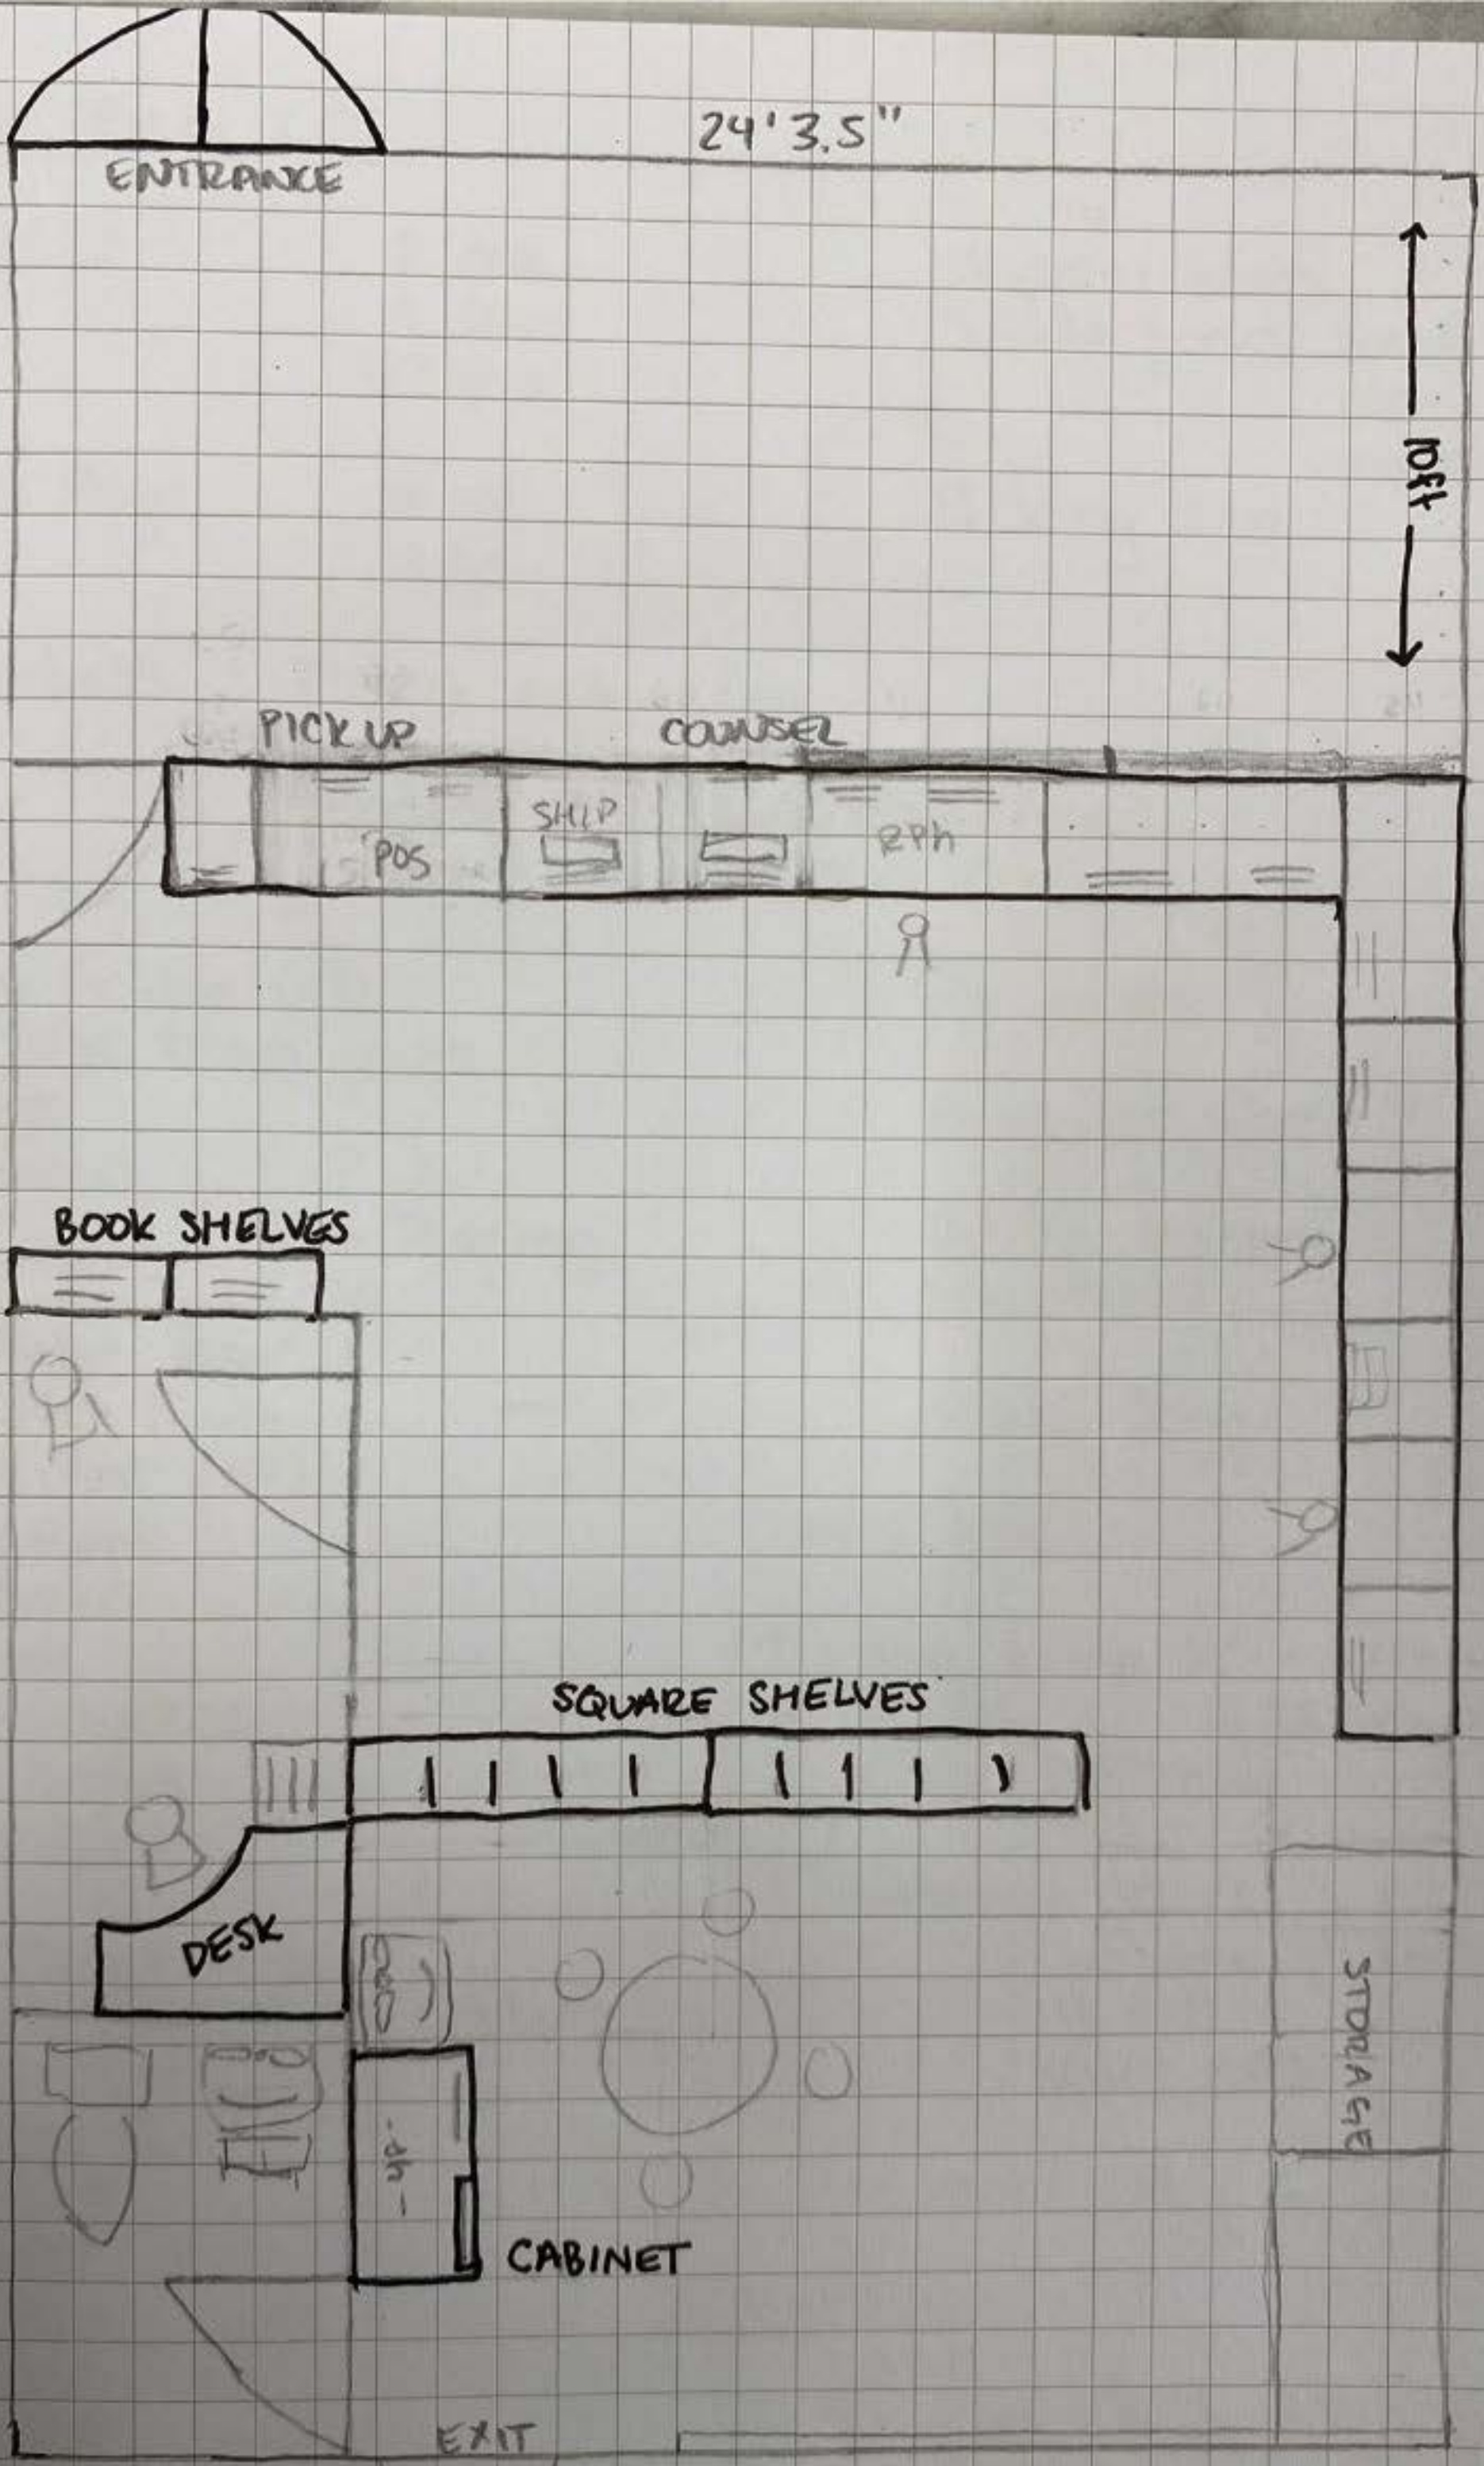 24'3.5"
ENTRANCE
10ft
PICK UP
COUNSEL
SHIP
POS
RPh
BOOK SHELVES
SQUARE SHELVES
DESK
STORAGE
CABINET
EXIT